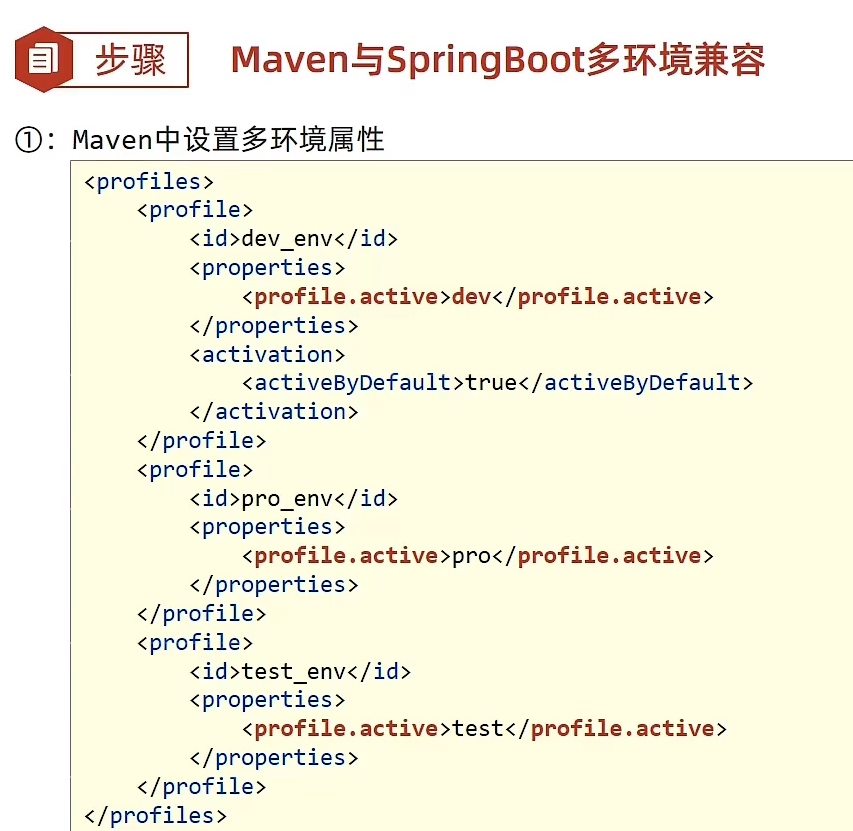 步骤
Maven与SpringBoot多环境兼容
①：Maven中设置多环境属性
<profiles>
    <profile>
        <id>dev_env</id>
        <properties>
            <profile.active>dev</profile.active>
        </properties>
        <activation>
            <activeByDefault>true</activeByDefault>
        </activation>
    </profile>
    <profile>
        <id>pro_env</id>
        <properties>
            <profile.active>pro</profile.active>
        </properties>
    </profile>
    <profile>
        <id>test_env</id>
        <properties>
            <profile.active>test</profile.active>
        </properties>
    </profile>
</profiles>